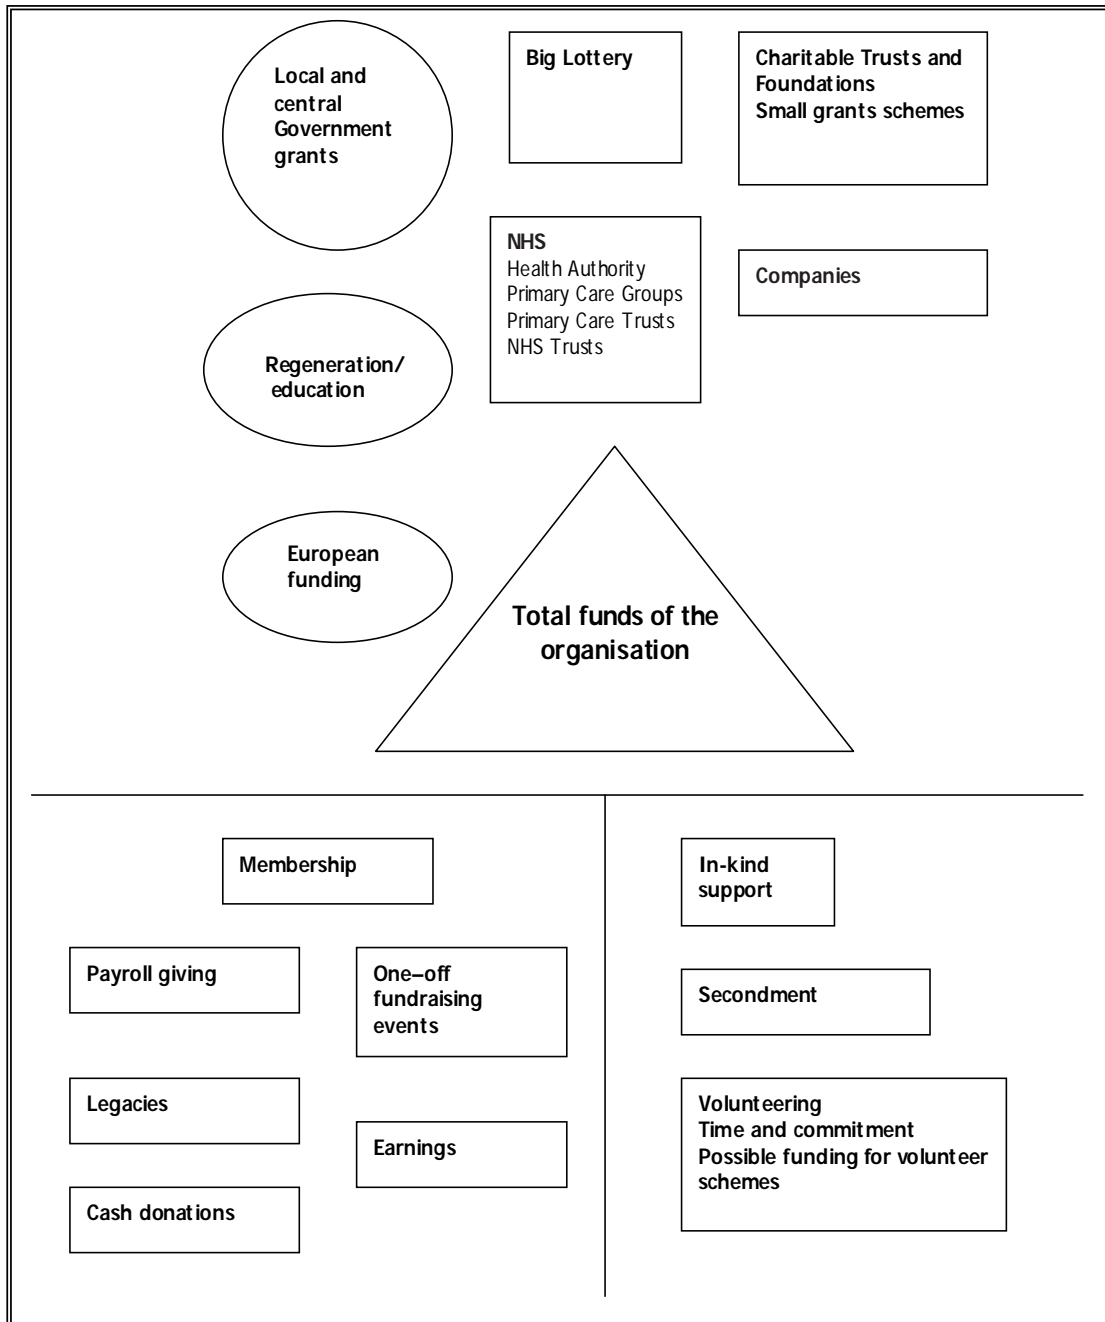 Local and
central
Government
grants
Big Lottery
Charitable Trusts and
Foundations
Small grants schemes
NHS
Health Authority
Primary Care Groups
Primary Care Trusts
NHS Trusts
Companies
Regeneration/
education
European
funding
Total funds of the
organisation
Membership
Payroll giving
One–off
fundraising
events
Legacies
Earnings
Cash donations
In-kind
support
Secondment
Volunteering
Time and commitment
Possible funding for volunteer
schemes